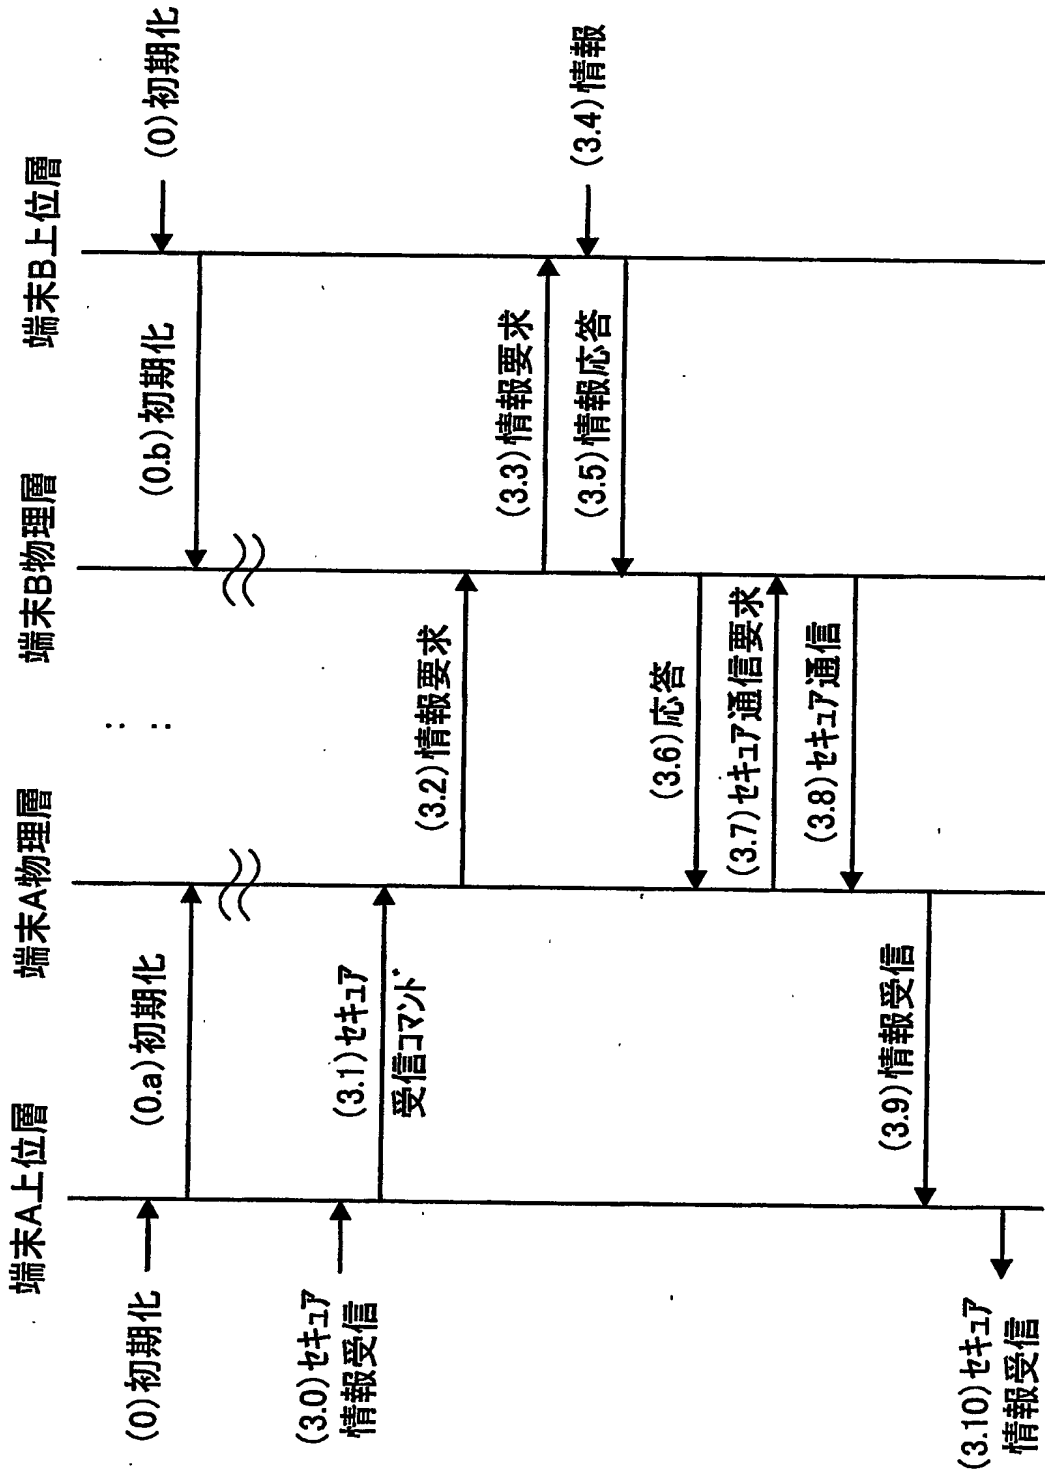 端末A上位層
端末A物理層
端末B物理層
端末B上位層
(0)初期化
(0.a)初期化
(0.b)初期化
(0)初期化
(3.0)セキュア
情報受信
(3.1)セキュア
受信コマンド
(3.2)情報要求
(3.3)情報要求
(3.4)情報
(3.5)情報応答
(3.6)応答
(3.7)セキュア通信要求
(3.8)セキュア通信
(3.9)情報受信
(3.10)セキュア
情報受信